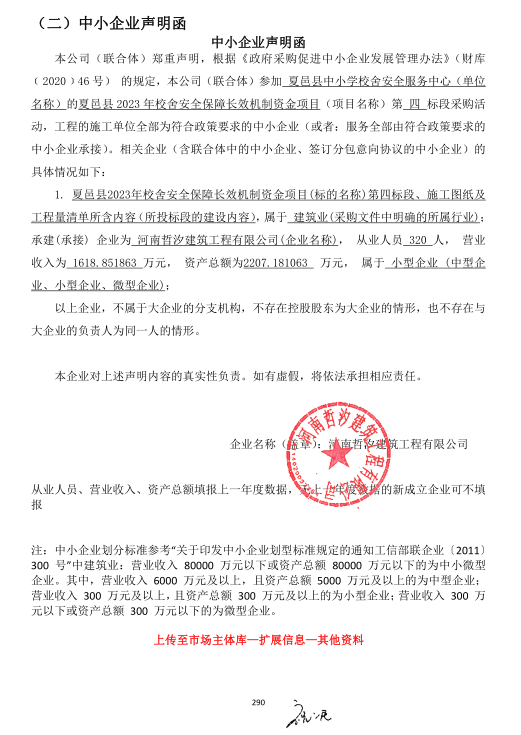 （二）中小企业声明函
中小企业声明函
本公司（联合体）郑重声明，根据《政府采购促进中小企业发展管理办法》（财库
﹝2020﹞46号） 的规定，本公司（联合体）参加 夏邑县中小学校舍安全服务中心（单位
名称）的夏邑县 2023 年校舍安全保障长效机制资金项目（项目名称）第 四 标段采购活
动，工程的施工单位全部为符合政策要求的中小企业（或者：服务全部由符合政策要求的
中小企业承接）。相关企业（含联合体中的中小企业、签订分包意向协议的中小企业）的
具体情况如下：
1. 夏邑县2023年校舍安全保障长效机制资金项目(标的名称)第四标段、施工图纸及
工程量清单所含内容（所投标段的建设内容），属于 建筑业(采购文件中明确的所属行业)；
承建(承接) 企业为 河南哲汐建筑工程有限公司(企业名称)， 从业人员 320 人， 营业
收入为 1618.851863 万元， 资产总额为2207.181063 万元， 属于 小型企业 (中型企
业、小型企业、微型企业)；
以上企业，不属于大企业的分支机构，不存在控股股东为大企业的情形，也不存在与
大企业的负责人为同一人的情形。
本企业对上述声明内容的真实性负责。如有虚假，将依法承担相应责任。
企业名称（盖章）：河南哲汐建筑工程有限公司
河南哲汐建筑工程有限公司
从业人员、营业收入、资产总额填报上一年度数据，无上一年度数据的新成立企业可不填
报
注：中小企业划分标准参考“关于印发中小企业划型标准规定的通知工信部联企业〔2011〕
300 号”中建筑业：营业收入 80000 万元以下或资产总额 80000 万元以下的为中小微型
企业。其中，营业收入 6000 万元及以上，且资产总额 5000 万元及以上的为中型企业；
营业收入 300 万元及以上，且资产总额 300 万元及以上的为小型企业；营业收入 300 万
元以下或资产总额 300 万元以下的为微型企业。
上传至市场主体库—扩展信息—其他资料
290